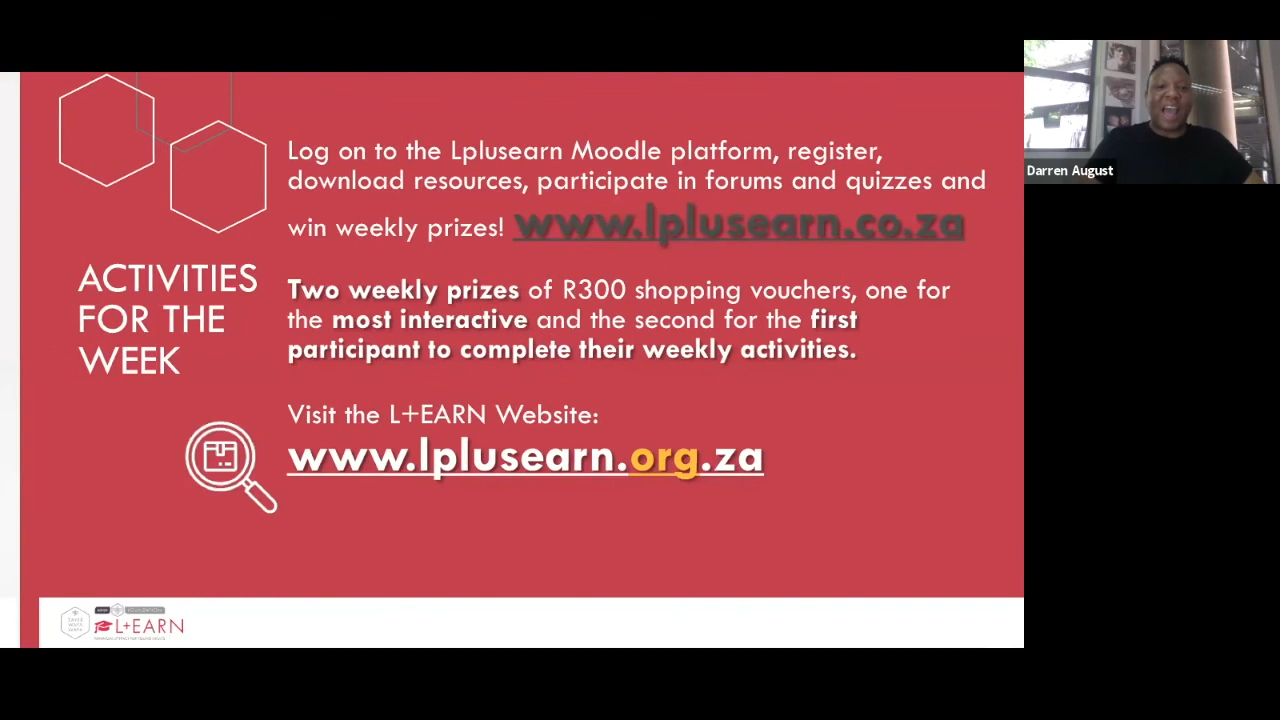 Log on to the Lplusearn Moodle platform, register,
download resources, participate in forums and quizzes and
win weekly prizes! www.lplusearn.co.za
ACTIVITIES
FOR THE
WEEK
Two weekly prizes of R300 shopping vouchers, one for
the most interactive and the second for the first
participant to complete their weekly activities.
Visit the L+EARN Website:
www.lplusearn.org.za
L+EARN
Darren August